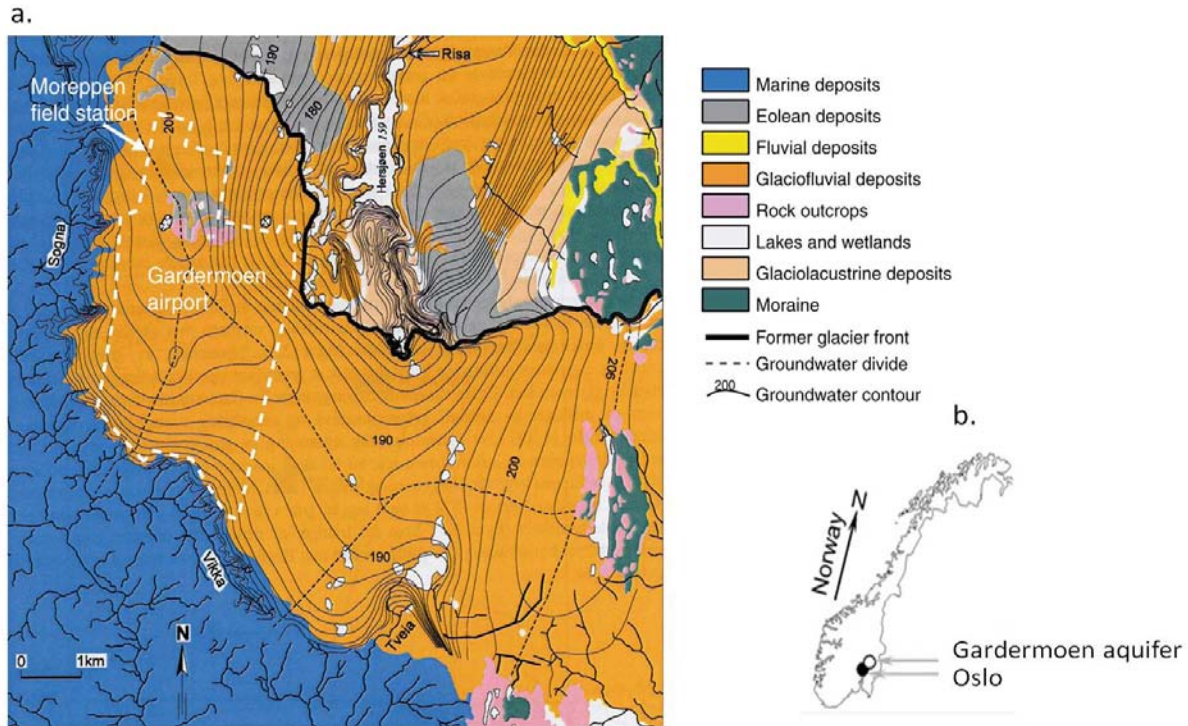 a.
Moreppen
field station
200
190
180
Risa
Hersjøen 159
Sogna
Gardermoen
airport
206
190
200
190
Vikka
Tveia
N
0 1km
Marine deposits
Eolean deposits
Fluvial deposits
Glaciofluvial deposits
Rock outcrops
Lakes and wetlands
Glaciolacustrine deposits
Moraine
Former glacier front
Groundwater divide
200
Groundwater contour
b.
Norway
N
Gardermoen aquifer
Oslo